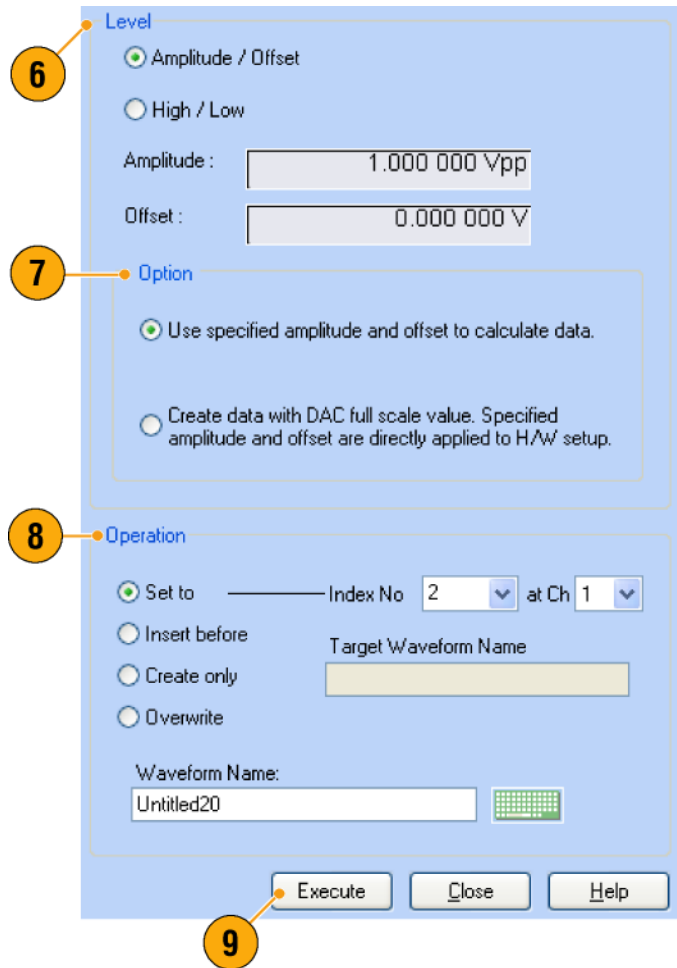 6
Level
Amplitude / Offset
High / Low
Amplitude : 1.000 000 Vpp
Offset : 0.000 000 V
7
Option
Use specified amplitude and offset to calculate data.
Create data with DAC full scale value. Specified
amplitude and offset are directly applied to H/W setup.
8
Operation
Set to Index No 2 at Ch 1
Insert before
Target Waveform Name
Create only
Overwrite
Waveform Name:
Untitled20
Execute Close Help
9